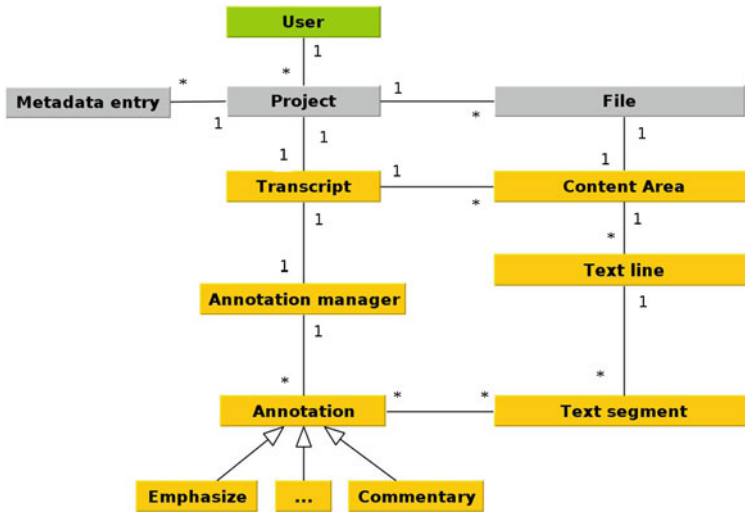 User
1
*
*
Metadata entry
1
Project
1
*
File
1
1
1
1
Transcript
1
*
Content Area
1
1
*
Text line
1
Annotation manager
1
1
*
*
Annotation
*
*
Text segment
Emphasize
...
Commentary